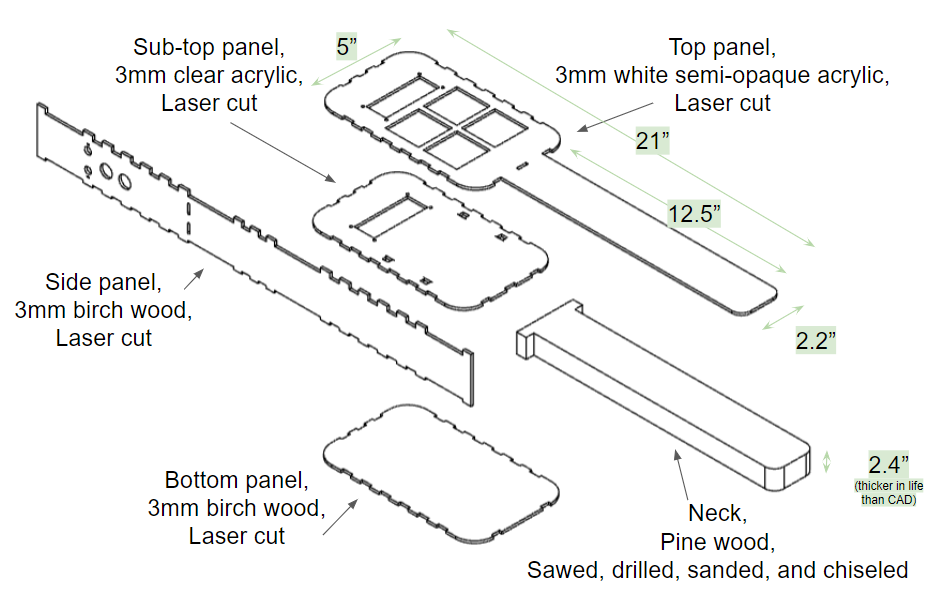 Sub-top panel,
3mm clear acrylic,
Laser cut
5”
Top panel,
3mm white semi-opaque acrylic,
Laser cut
21”
12.5”
2.2”
Side panel,
3mm birch wood,
Laser cut
Bottom panel,
3mm birch wood,
Laser cut
2.4”
(thicker in life
than CAD)
Neck,
Pine wood,
Sawed, drilled, sanded, and chiseled